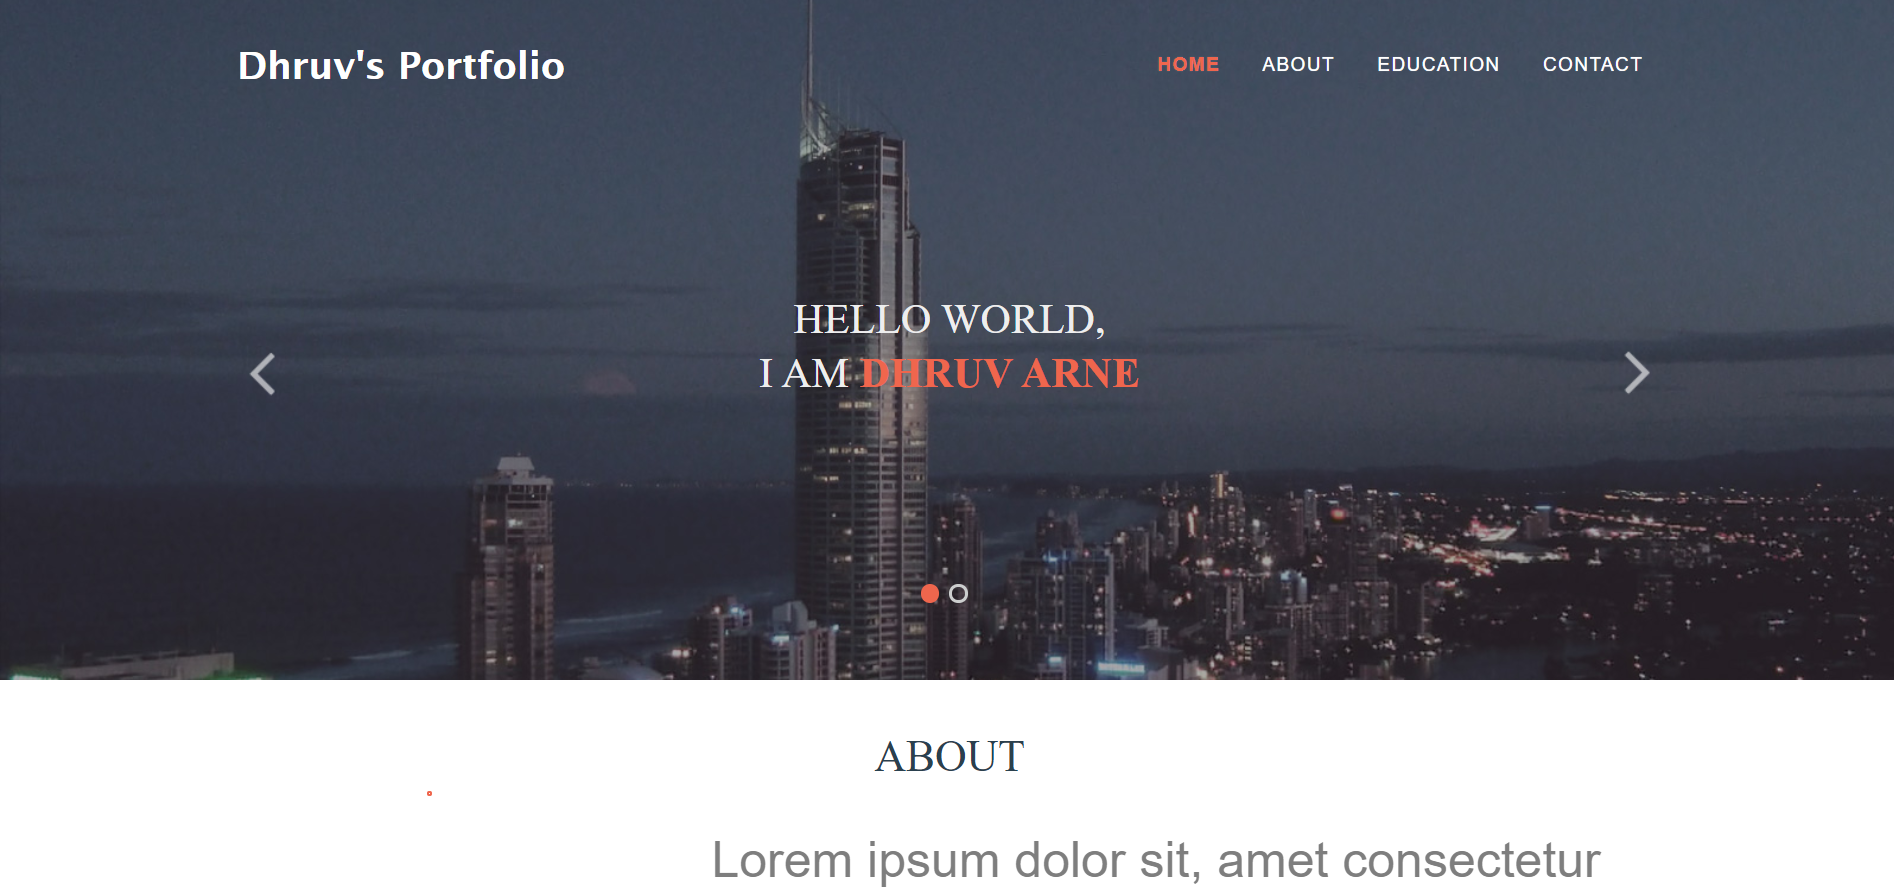 Dhruv's Portfolio
HOME ABOUT EDUCATION CONTACT
HELLO WORLD,
I AM DHRUV ARNE
ABOUT
Lorem ipsum dolor sit, amet consectetur